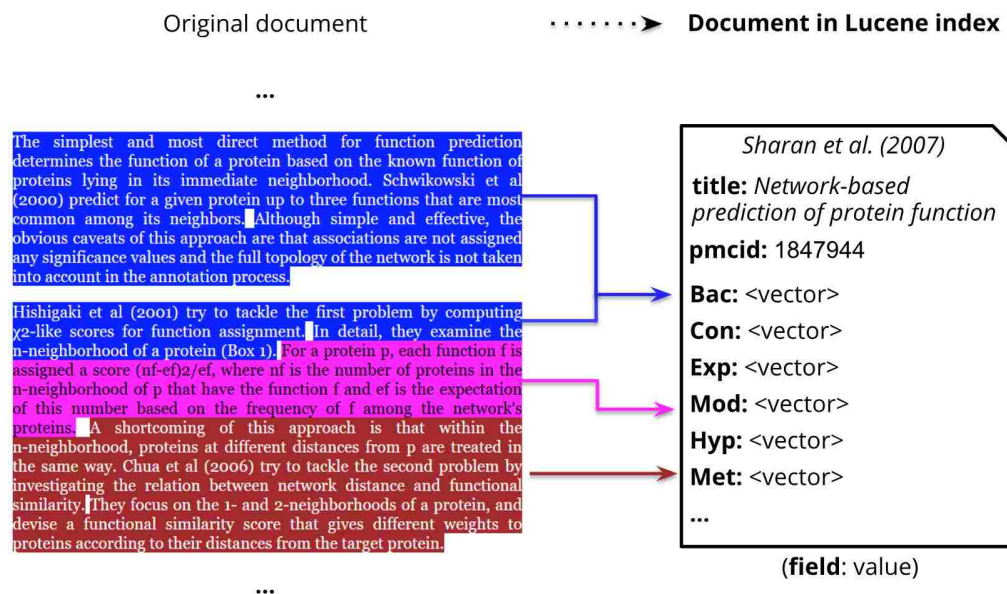 Original document
Document in Lucene index
...
The simplest and most direct method for function prediction
determines the function of a protein based on the known function of
proteins lying in its immediate neighborhood. Schwikowski et al
(2000) predict for a given protein up to three functions that are most
common among its neighbors. Although simple and effective, the
obvious caveats of this approach are that associations are not assigned
any significance values and the full topology of the network is not taken
into account in the annotation process.
Hishigaki et al (2001) try to tackle the first problem by computing
χ2-like scores for function assignment. In detail, they examine the
n-neighborhood of a protein (Box 1). For a protein p, each function f is
assigned a score (nf-ef)2/ef, where nf is the number of proteins in the
n-neighborhood of p that have the function f and ef is the expectation
of this number based on the frequency of f among the network's
proteins. A shortcoming of this approach is that within the
n-neighborhood, proteins at different distances from p are treated in
the same way. Chua et al (2006) try to tackle the second problem by
investigating the relation between network distance and functional
similarity. They focus on the 1- and 2-neighborhoods of a protein, and
devise a functional similarity score that gives different weights to
proteins according to their distances from the target protein.
...
Sharan et al. (2007)
title: Network-based
prediction of protein function
pmcid: 1847944
Bac: <vector>
Con: <vector>
Exp: <vector>
Mod: <vector>
Hyp: <vector>
Met: <vector>
...
(field: value)